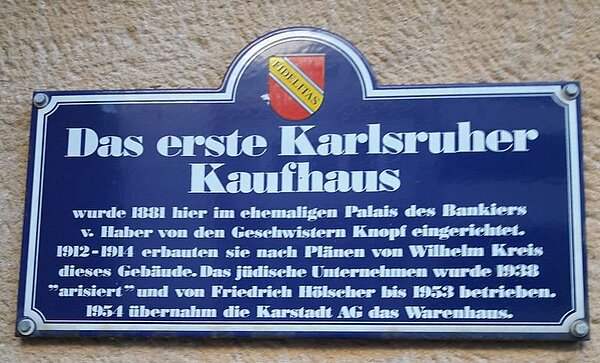 FIDELITAS
Das erste Karlsruher
Kaufhaus
wurde 1881 hier im ehemaligen Palais des Bankiers
v. Haber von den Geschwistern Knopf eingerichtet.
1912-1914 erbauten sie nach Plänen von Wilhelm Kreis
dieses Gebäude. Das jüdische Unternehmen wurde 1938
"arisiert" und von Friedrich Hölscher bis 1953 betrieben.
1954 übernahm die Karstadt AG das Warenhaus.